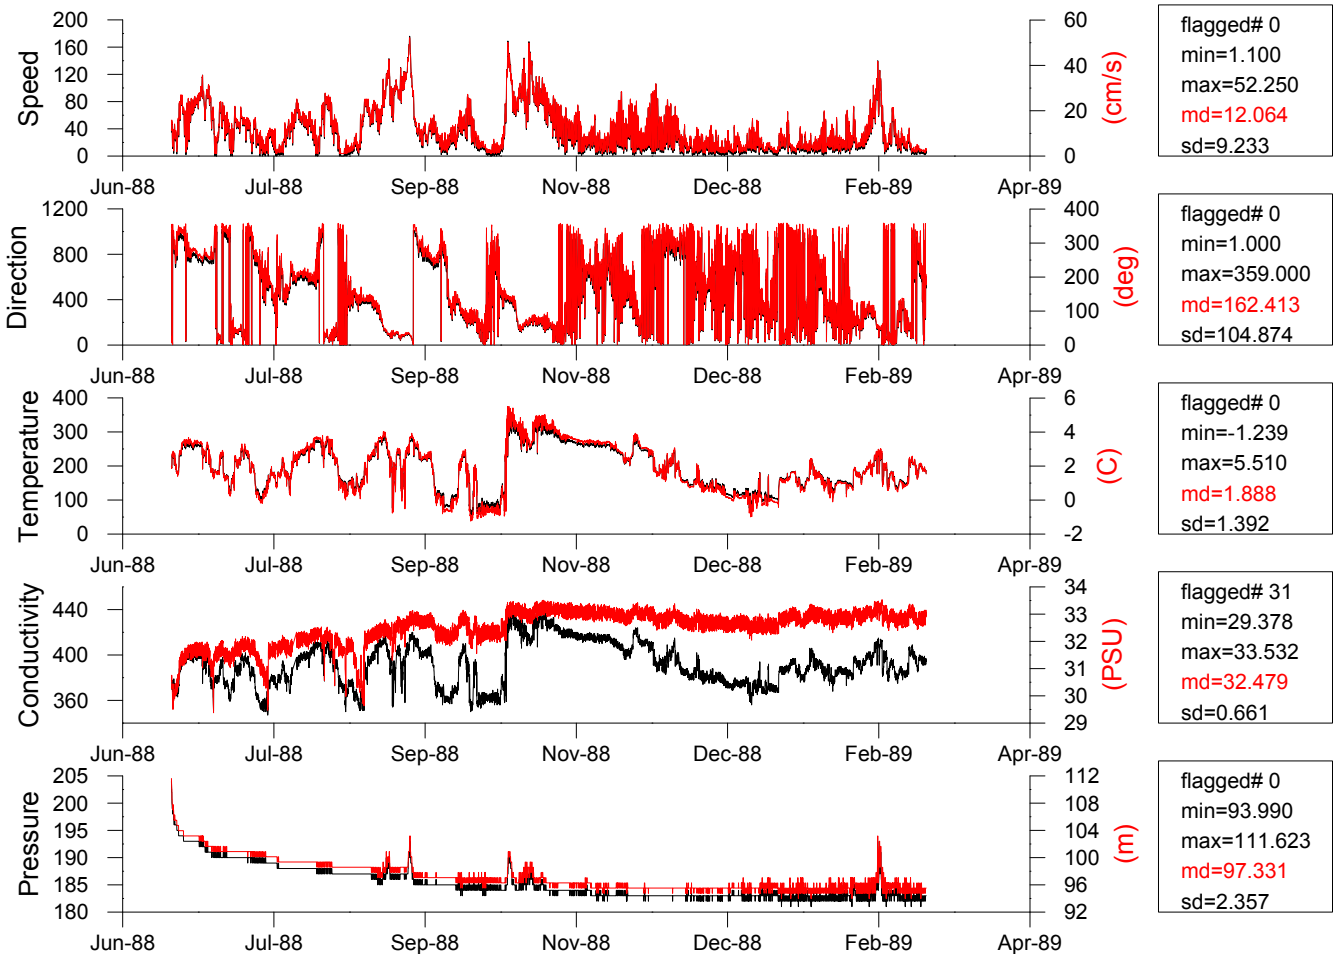 Speed
200
160
120
80
40
0
60
40
20
0
(cm/s)
Jun-88 Jul-88 Sep-88 Nov-88 Dec-88 Feb-89 Apr-89
flagged# 0
min=1.100
max=52.250
md=12.064
sd=9.233
Direction
1200
800
400
0
400
300
200
100
0
(deg)
Jun-88 Jul-88 Sep-88 Nov-88 Dec-88 Feb-89 Apr-89
flagged# 0
min=1.000
max=359.000
md=162.413
sd=104.874
Temperature
400
300
200
100
0
6
4
2
0
-2
(C)
Jun-88 Jul-88 Sep-88 Nov-88 Dec-88 Feb-89 Apr-89
flagged# 0
min=-1.239
max=5.510
md=1.888
sd=1.392
Conductivity
440
400
360
34
33
32
31
30
29
(PSU)
Jun-88 Jul-88 Sep-88 Nov-88 Dec-88 Feb-89 Apr-89
flagged# 31
min=29.378
max=33.532
md=32.479
sd=0.661
Pressure
205
200
195
190
185
180
112
108
104
100
96
92
(m)
Jun-88 Jul-88 Sep-88 Nov-88 Dec-88 Feb-89 Apr-89
flagged# 0
min=93.990
max=111.623
md=97.331
sd=2.357